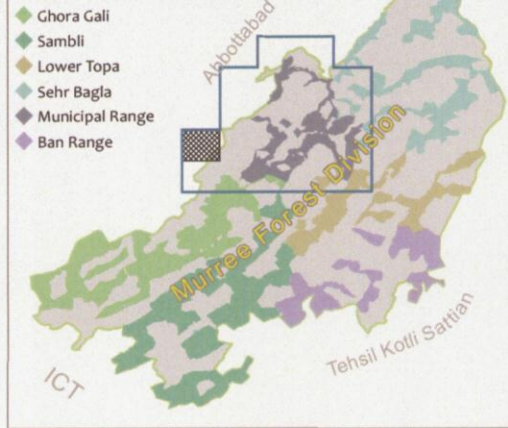 Ghora Gali
Sambli
Lower Topa
Sehr Bagla
Municipal Range
Ban Range
Abbottabad
Murree Forest Division
Tehsil Kotli Sattian
ICT